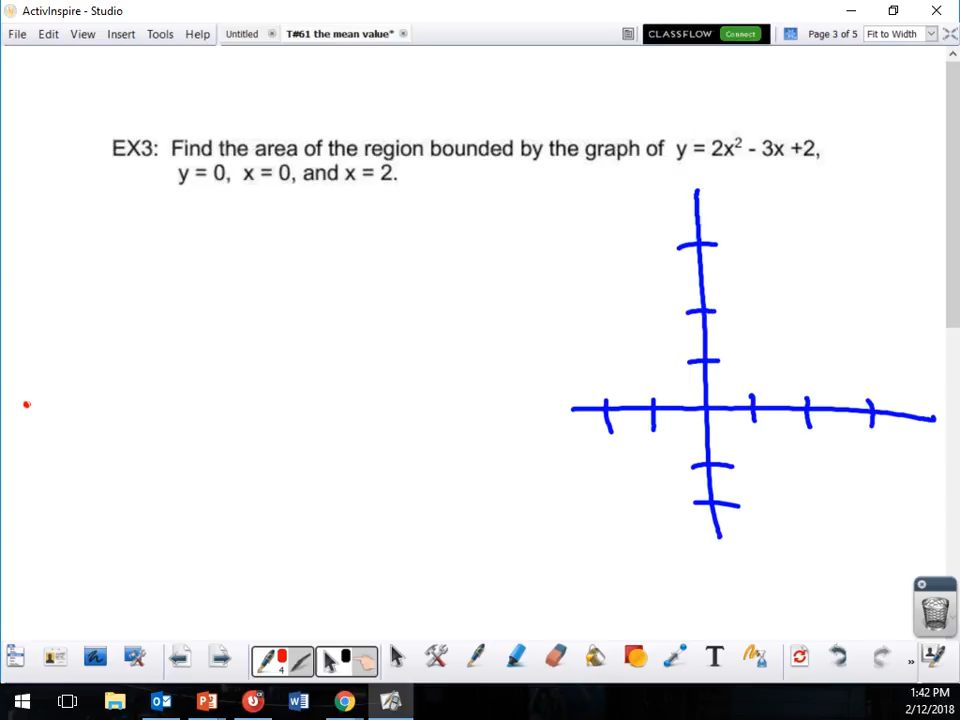 ActivInspire - Studio
File Edit View Insert Tools Help Untitled T#61 the mean value* CLASSFLOW Connect Page 3 of 5 Fit to Width
EX3: Find the area of the region bounded by the graph of y = 2x² - 3x +2,
y = 0, x = 0, and x = 2.
4
T
»
1:42 PM
2/12/2018